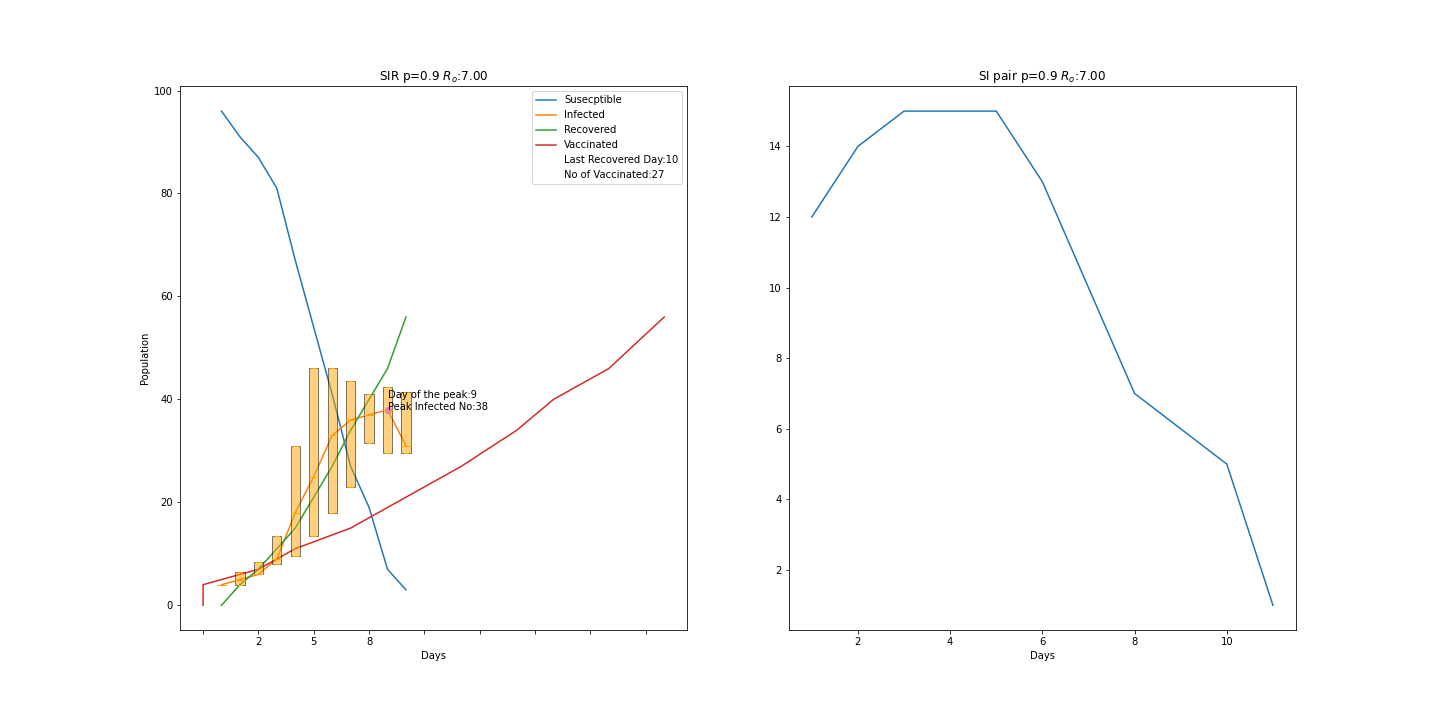 SIR p=0.9 Rₒ:7.00
Susecptible
Infected
Recovered
Vaccinated
Last Recovered Day:10
No of Vaccinated:27
Day of the peak:9
Peak Infected No:38
100
80
60
40
20
0
Population
2 5 8
Days
SI pair p=0.9 Rₒ:7.00
14
12
10
8
6
4
2
2 4 6 8 10
Days